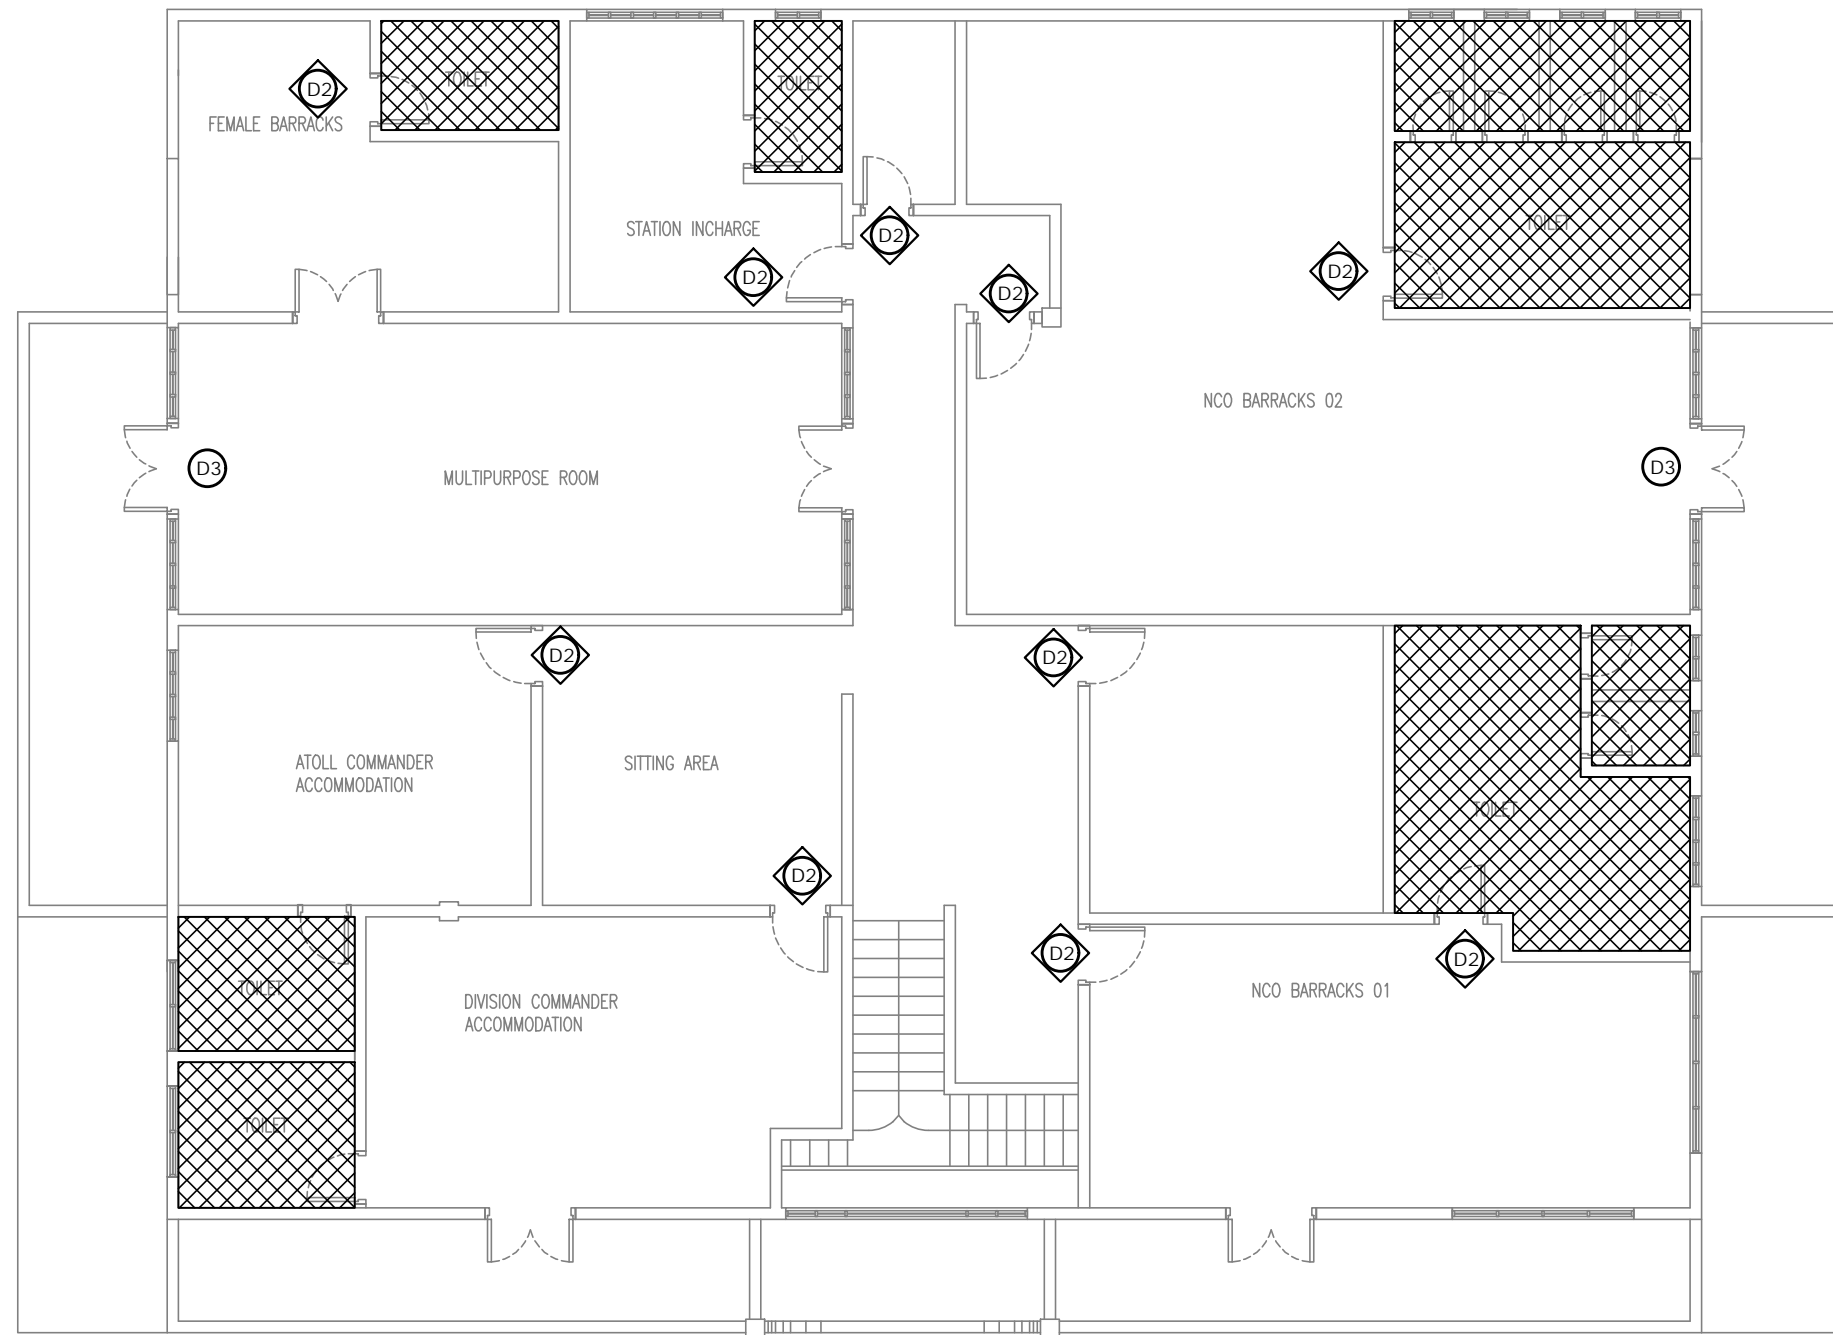 TOILET
TOILET
D2
FEMALE BARRACKS
TOILET
STATION INCHARGE
D2
D2
D2
D2
NCO BARRACKS 02
D3
MULTIPURPOSE ROOM
D3
D2
D2
ATOLL COMMANDER
ACCOMMODATION
SITTING AREA
TOILET
D2
D2
D2
TOILET
DIVISION COMMANDER
ACCOMMODATION
NCO BARRACKS 01
TOILET